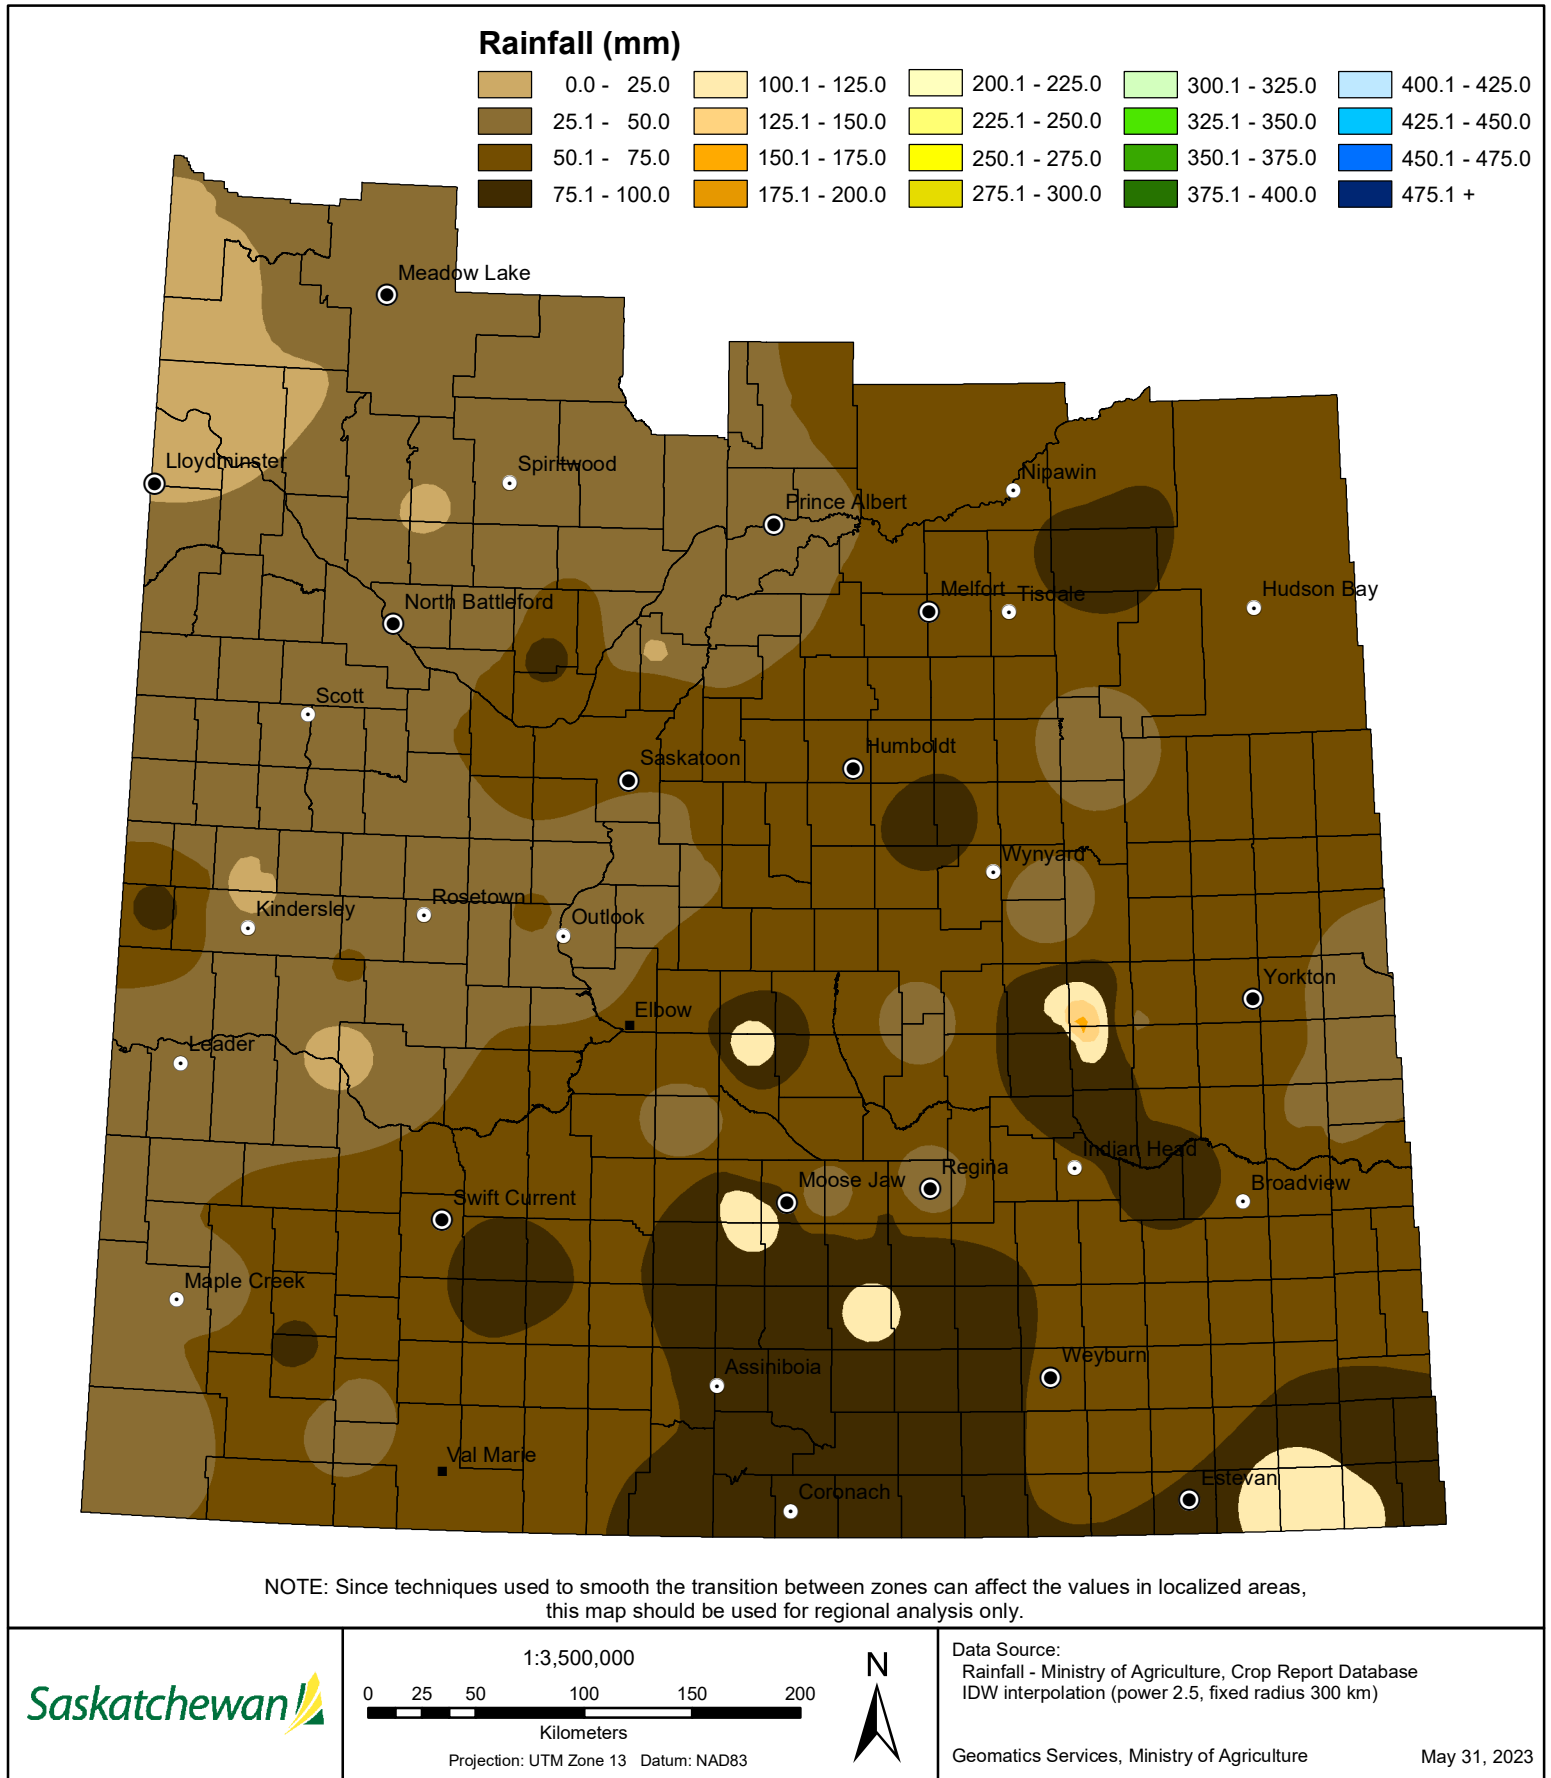 Rainfall (mm)
0.0 - 25.0
25.1 - 50.0
50.1 - 75.0
75.1 - 100.0
100.1 - 125.0
125.1 - 150.0
150.1 - 175.0
175.1 - 200.0
200.1 - 225.0
225.1 - 250.0
250.1 - 275.0
275.1 - 300.0
300.1 - 325.0
325.1 - 350.0
350.1 - 375.0
375.1 - 400.0
400.1 - 425.0
425.1 - 450.0
450.1 - 475.0
475.1 +
Meadow Lake
Lloydminster
Spiritwood
Nipawin
Prince Albert
North Battleford
Melfort
Tisdale
Hudson Bay
Scott
Saskatoon
Humboldt
Wynyard
Kindersley
Rosetown
Outlook
Yorkton
Elbow
Leader
Indian Head
Regina
Moose Jaw
Broadview
Swift Current
Maple Creek
Weyburn
Assiniboia
Val Marie
Estevan
Coronach
NOTE: Since techniques used to smooth the transition between zones can affect the values in localized areas,
this map should be used for regional analysis only.
Saskatchewan
1:3,500,000
0 25 50 100 150 200
Kilometers
Projection: UTM Zone 13 Datum: NAD83
N
Data Source:
Rainfall - Ministry of Agriculture, Crop Report Database
IDW interpolation (power 2.5, fixed radius 300 km)
Geomatics Services, Ministry of Agriculture
May 31, 2023